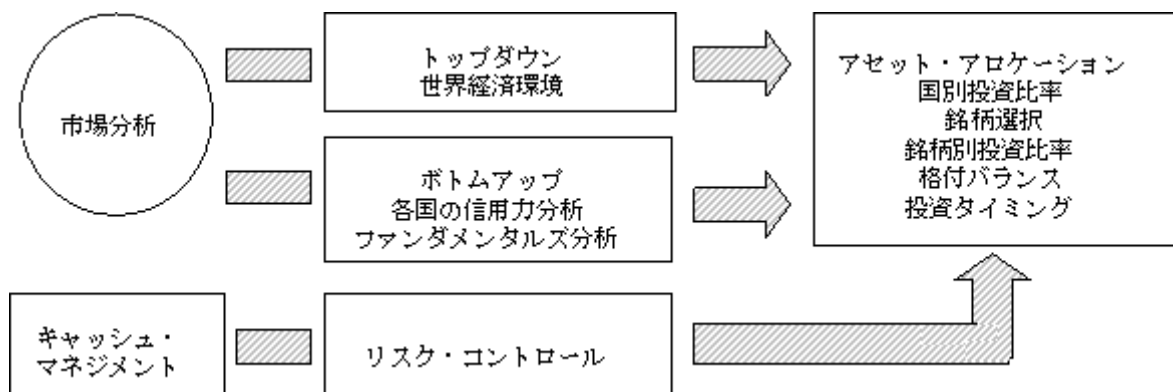 市場分析
トップダウン
世界経済環境
ボトムアップ
各国の信用力分析
ファンダメンタルズ分析
アセット・アロケーション
国別投資比率
銘柄選択
銘柄別投資比率
格付バランス
投資タイミング
キャッシュ・
マネジメント
リスク・コントロール